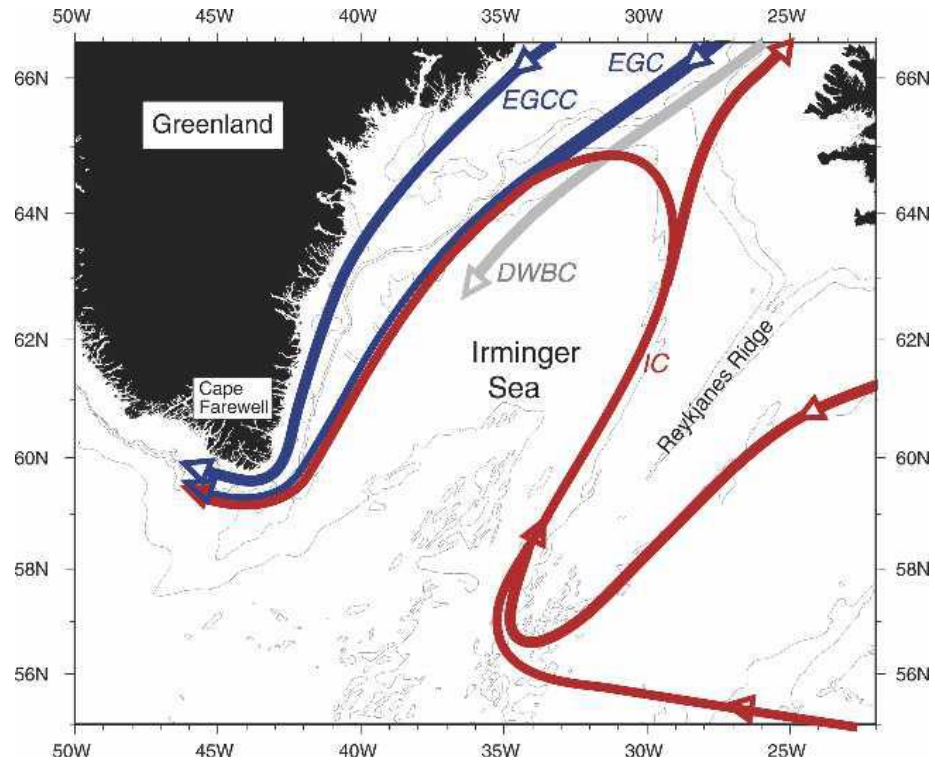 50W 45W 40W 35W 30W 25W
66N 66N
EGC
EGCC
Greenland
64N 64N
DWBC
62N 62N
Irminger
Sea
IC
Reykjanes Ridge
Cape
Farewell
60N 60N
58N 58N
56N 56N
50W 45W 40W 35W 30W 25W